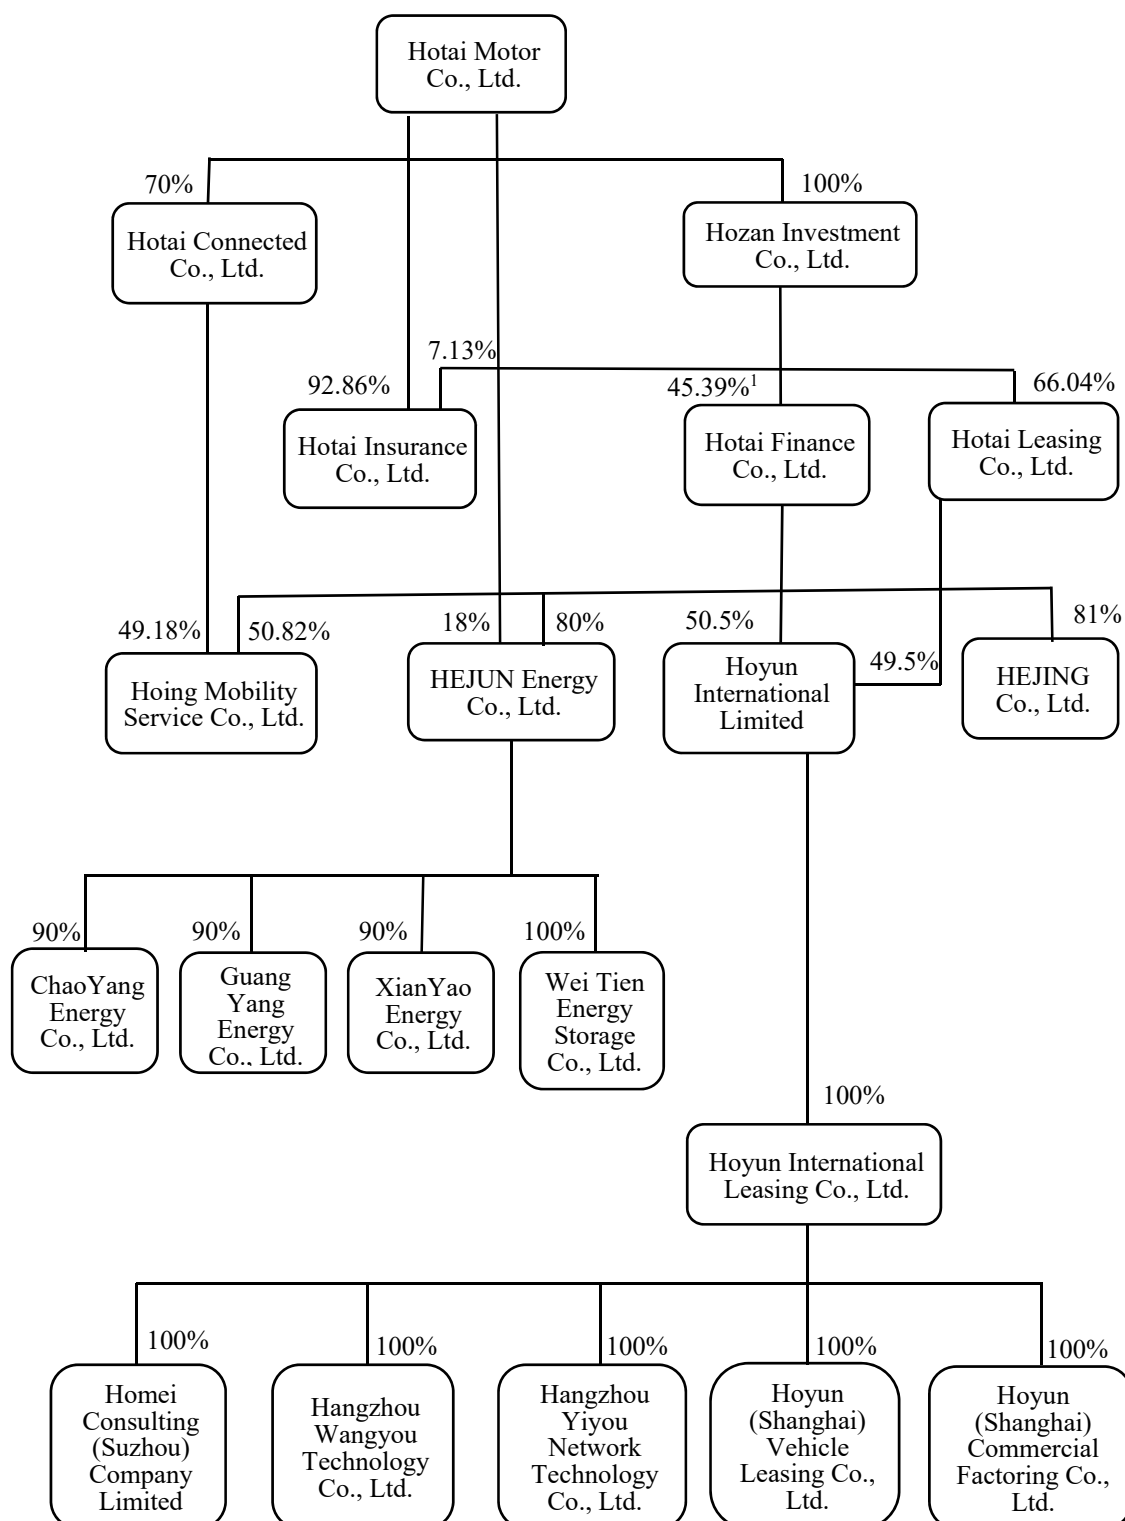 Hotai Motor
Co., Ltd.
70%
100%
Hotai Connected
Co., Ltd.
Hozan Investment
Co., Ltd.
7.13%
92.86%
45.39%1
66.04%
Hotai Insurance
Co., Ltd.
Hotai Finance
Co., Ltd.
Hotai Leasing
Co., Ltd.
49.18%
50.82%
18%
80%
50.5%
81%
49.5%
Hoing Mobility
Service Co., Ltd.
HEJUN Energy
Co., Ltd.
Hoyun
International
Limited
HEJING
Co., Ltd.
90%
90%
90%
100%
ChaoYang
Energy
Co., Ltd.
Guang
Yang
Energy
Co., Ltd.
XianYao
Energy
Co., Ltd.
Wei Tien
Energy
Storage
Co., Ltd.
100%
Hoyun International
Leasing Co., Ltd.
100%
100%
100%
100%
100%
Homei
Consulting
(Suzhou)
Company
Limited
Hangzhou
Wangyou
Technology
Co., Ltd.
Hangzhou
Yiyou
Network
Technology
Co., Ltd.
Hoyun
(Shanghai)
Vehicle
Leasing Co.,
Ltd.
Hoyun
(Shanghai)
Commercial
Factoring Co.,
Ltd.